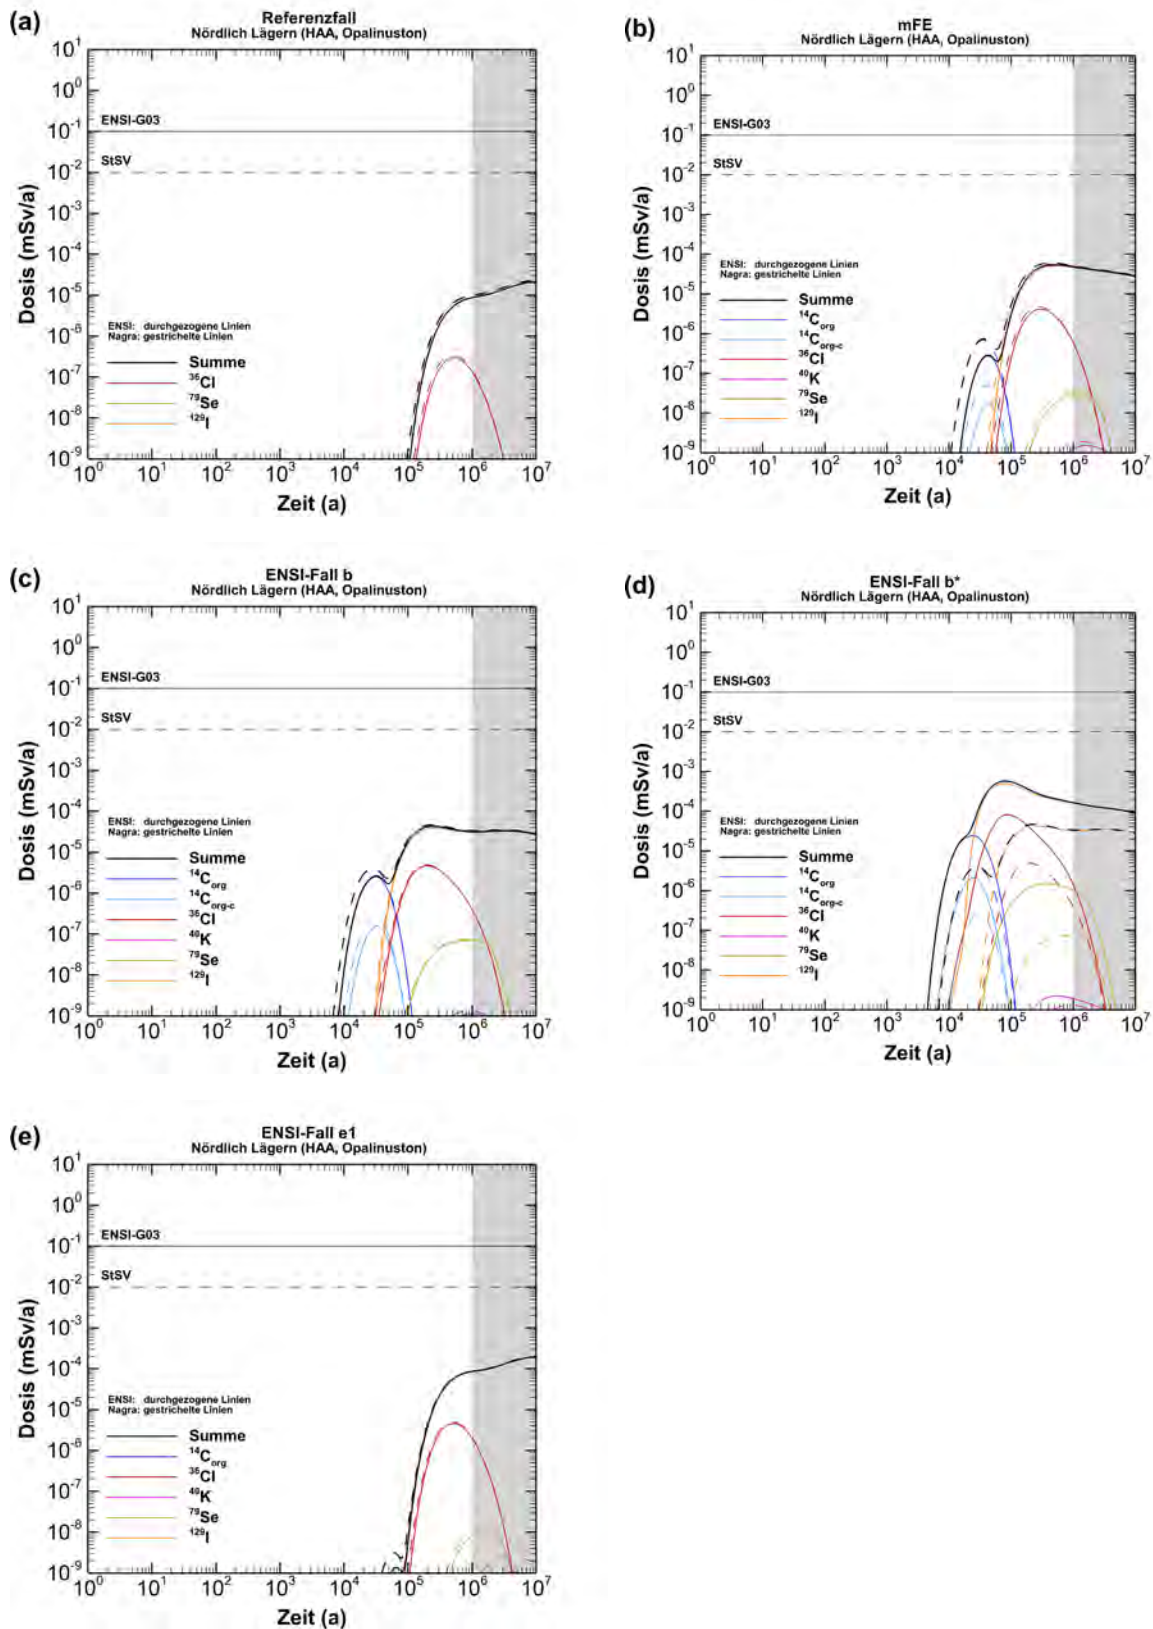 (a)
Referenzfall
Nördlich Lägern (HAA, Opalinuston)
10¹
10⁰
ENSI-G03
10⁻¹
StSV
10⁻²
10⁻³
10⁻⁴
10⁻⁵
10⁻⁶
10⁻⁷
10⁻⁸
10⁻⁹
Dosis (mSv/a)
ENSI: durchgezogene Linien
Nagra: gestrichelte Linien
Summe
³⁶Cl
⁷⁹Se
¹²⁹I
10⁰ 10¹ 10² 10³ 10⁴ 10⁵ 10⁶ 10⁷
Zeit (a)
(b)
mFE
Nördlich Lägern (HAA, Opalinuston)
10¹
10⁰
ENSI-G03
10⁻¹
StSV
10⁻²
10⁻³
10⁻⁴
10⁻⁵
10⁻⁶
10⁻⁷
10⁻⁸
10⁻⁹
Dosis (mSv/a)
ENSI: durchgezogene Linien
Nagra: gestrichelte Linien
Summe
¹⁴C_org
¹⁴C_org-c
³⁶Cl
⁴⁰K
⁷⁹Se
¹²⁹I
10⁰ 10¹ 10² 10³ 10⁴ 10⁵ 10⁶ 10⁷
Zeit (a)
(c)
ENSI-Fall b
Nördlich Lägern (HAA, Opalinuston)
10¹
10⁰
ENSI-G03
10⁻¹
StSV
10⁻²
10⁻³
10⁻⁴
10⁻⁵
10⁻⁶
10⁻⁷
10⁻⁸
10⁻⁹
Dosis (mSv/a)
ENSI: durchgezogene Linien
Nagra: gestrichelte Linien
Summe
¹⁴C_org
¹⁴C_org-c
³⁶Cl
⁴⁰K
⁷⁹Se
¹²⁹I
10⁰ 10¹ 10² 10³ 10⁴ 10⁵ 10⁶ 10⁷
Zeit (a)
(d)
ENSI-Fall b*
Nördlich Lägern (HAA, Opalinuston)
10¹
10⁰
ENSI-G03
10⁻¹
StSV
10⁻²
10⁻³
10⁻⁴
10⁻⁵
10⁻⁶
10⁻⁷
10⁻⁸
10⁻⁹
Dosis (mSv/a)
ENSI: durchgezogene Linien
Nagra: gestrichelte Linien
Summe
¹⁴C_org
¹⁴C_org-c
³⁶Cl
⁴⁰K
⁷⁹Se
¹²⁹I
10⁰ 10¹ 10² 10³ 10⁴ 10⁵ 10⁶ 10⁷
Zeit (a)
(e)
ENSI-Fall e1
Nördlich Lägern (HAA, Opalinuston)
10¹
10⁰
ENSI-G03
10⁻¹
StSV
10⁻²
10⁻³
10⁻⁴
10⁻⁵
10⁻⁶
10⁻⁷
10⁻⁸
10⁻⁹
Dosis (mSv/a)
ENSI: durchgezogene Linien
Nagra: gestrichelte Linien
Summe
¹⁴C_org
³⁶Cl
⁴⁰K
⁷⁹Se
¹²⁹I
10⁰ 10¹ 10² 10³ 10⁴ 10⁵ 10⁶ 10⁷
Zeit (a)